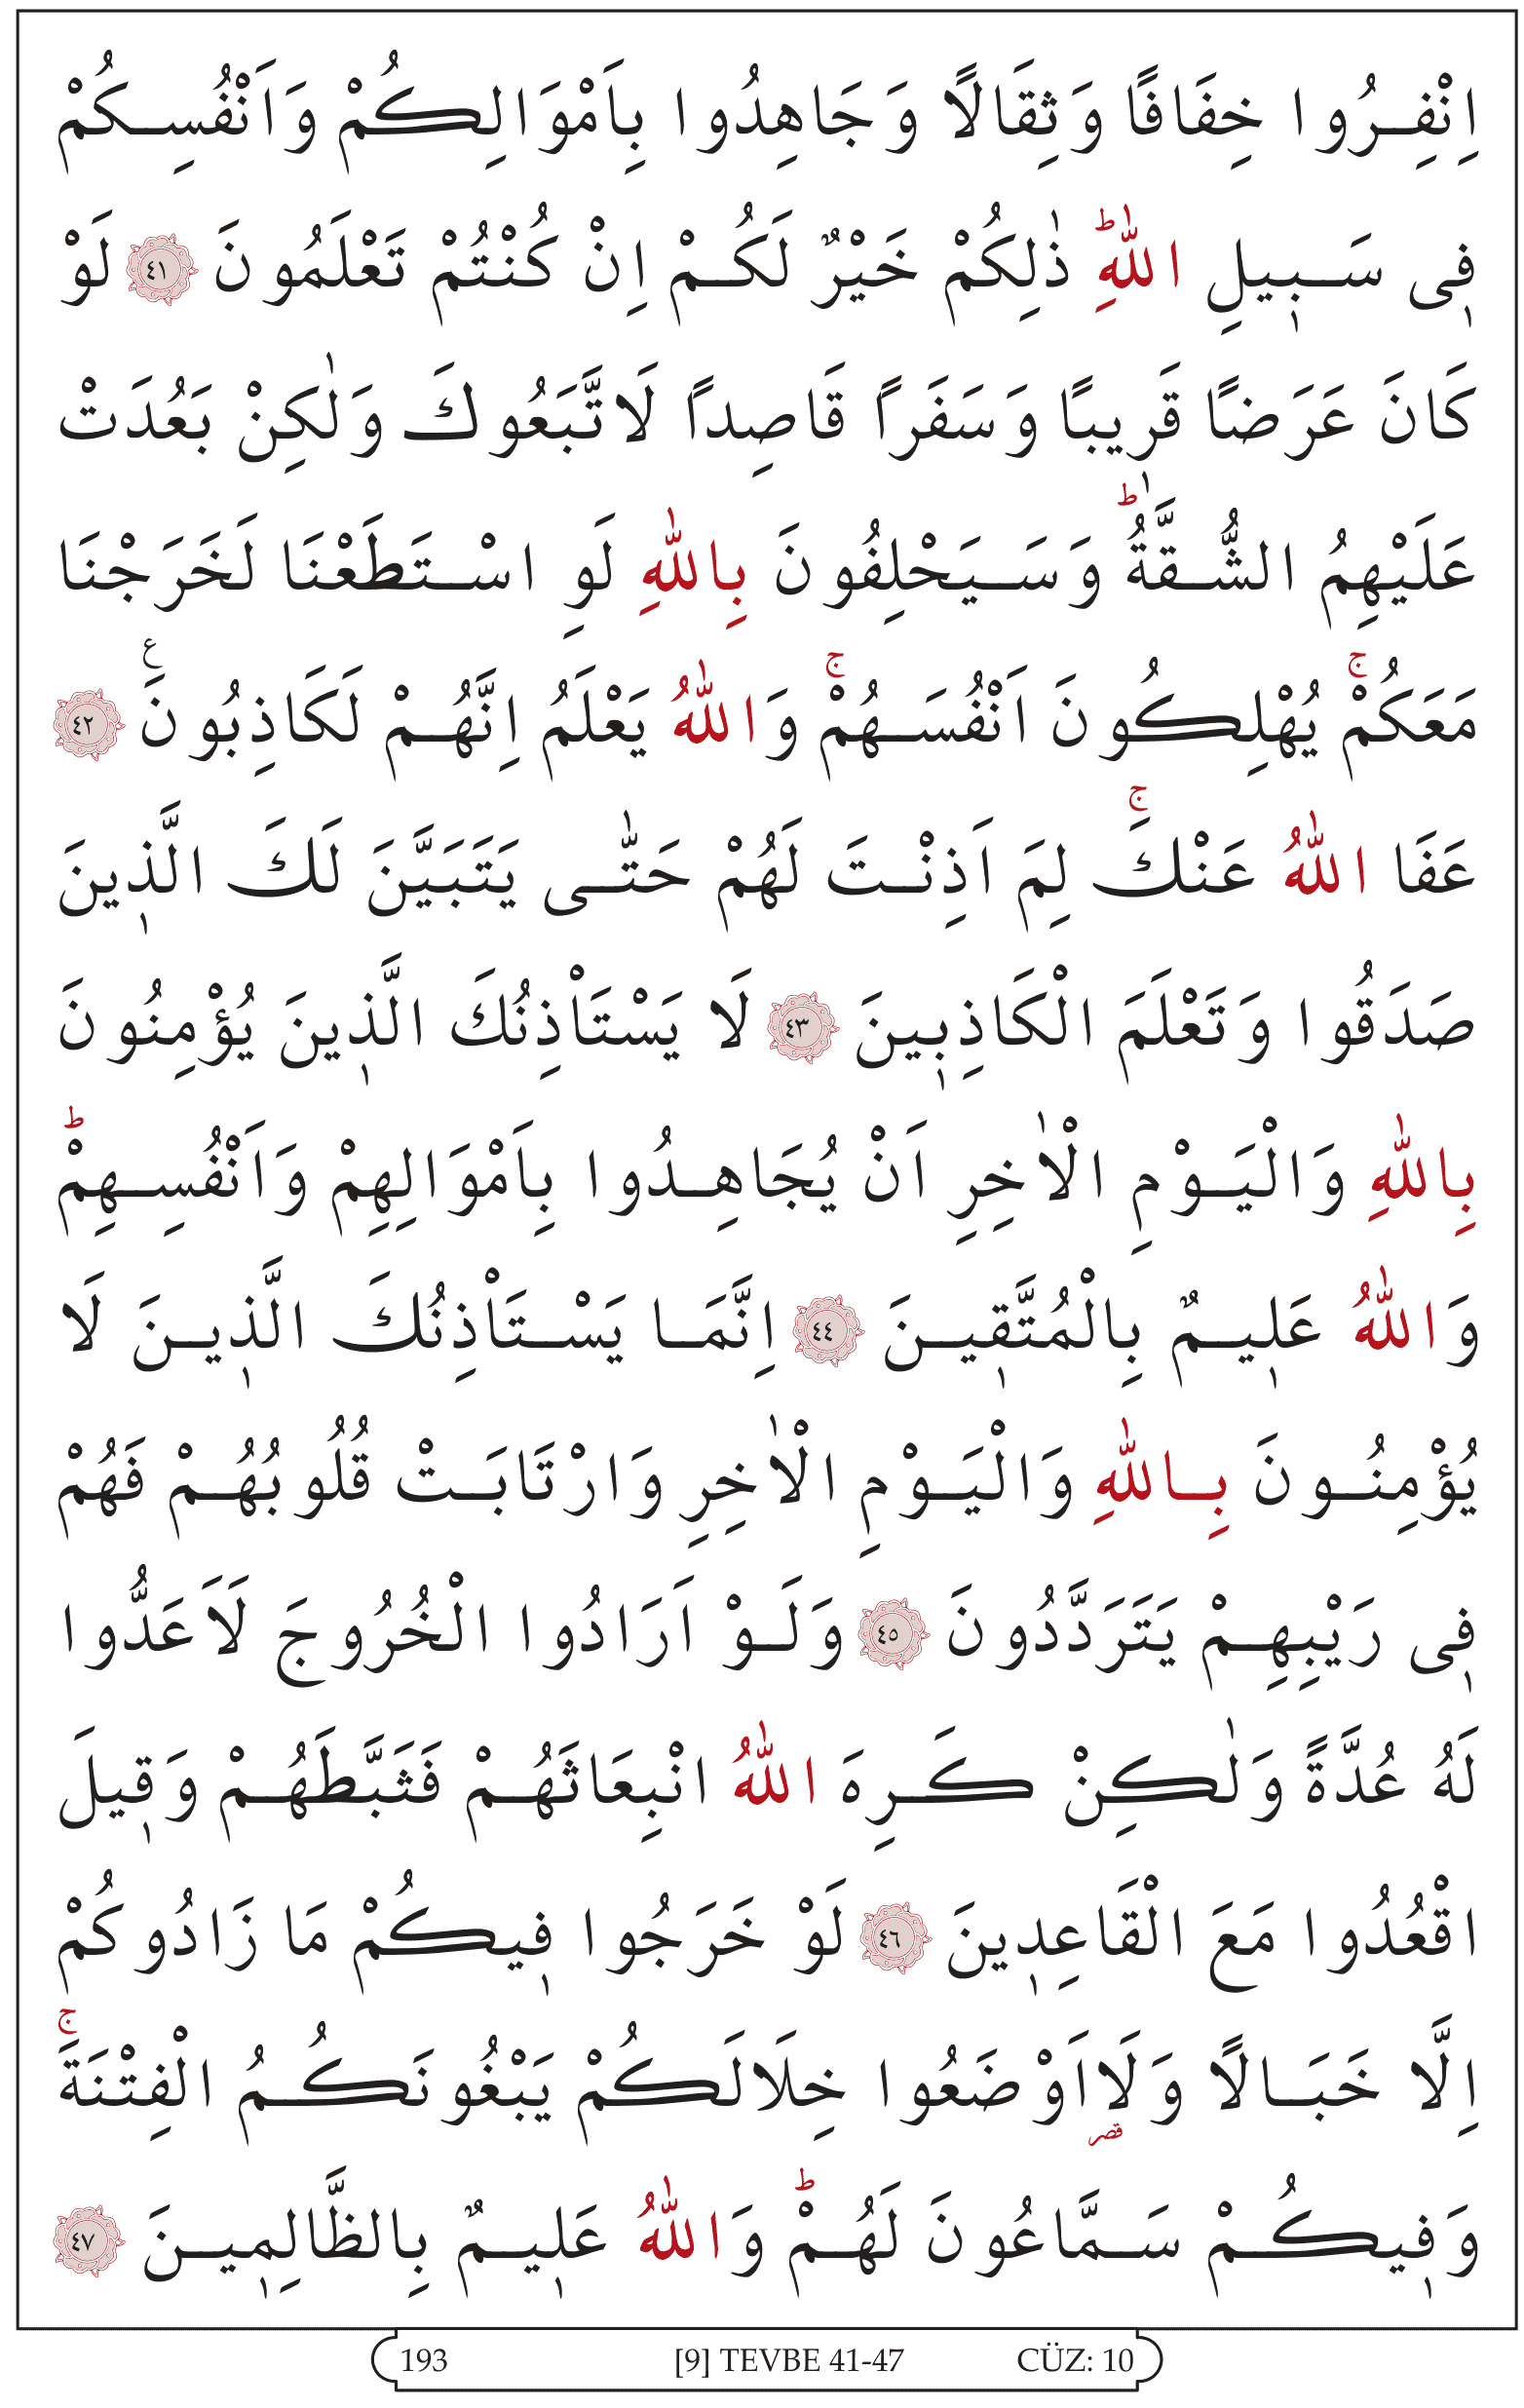 اِنْفِرُوا خِفَافًا وَثِقَالًا وَجَاهِدُوا بِاَمْوَالِكُمْ وَاَنْفُسِكُمْ
ف۪ى سَب۪يلِ اللّٰهِۜ ذٰلِكُمْ خَيْرٌ لَكُمْ اِنْ كُنْتُمْ تَعْلَمُونَ ﴿٤١﴾ لَوْ
كَانَ عَرَضًا قَر۪يبًا وَسَفَرًا قَاصِدًا لَاتَّبَعُوكَ وَلٰكِنْ بَعُدَتْ
عَلَيْهِمُ الشُّقَّةُۜ وَسَيَحْلِفُونَ بِاللّٰهِ لَوِ اسْتَطَعْنَا لَخَرَجْنَا
مَعَكُمْۚ يُهْلِكُونَ اَنْفُسَهُمْۚ وَاللّٰهُ يَعْلَمُ اِنَّهُمْ لَكَاذِبُونَ۟ ﴿٤٢﴾
عَفَا اللّٰهُ عَنْكَۚ لِمَ اَذِنْتَ لَهُمْ حَتّٰى يَتَبَيَّنَ لَكَ الَّذ۪ينَ
صَدَقُوا وَتَعْلَمَ الْكَاذِب۪ينَ ﴿٤٣﴾ لَا يَسْتَاْذِنُكَ الَّذ۪ينَ يُؤْمِنُونَ
بِاللّٰهِ وَالْيَوْمِ الْاٰخِرِ اَنْ يُجَاهِدُوا بِاَمْوَالِهِمْ وَاَنْفُسِهِمْۜ
وَاللّٰهُ عَل۪يمٌ بِالْمُتَّق۪ينَ ﴿٤٤﴾ اِنَّمَا يَسْتَاْذِنُكَ الَّذ۪ينَ لَا
يُؤْمِنُونَ بِاللّٰهِ وَالْيَوْمِ الْاٰخِرِ وَارْتَابَتْ قُلُوبُهُمْ فَهُمْ
ف۪ى رَيْبِهِمْ يَتَرَدَّدُونَ ﴿٤٥﴾ وَلَوْ اَرَادُوا الْخُرُوجَ لَاَعَدُّوا
لَهُ عُدَّةً وَلٰكِنْ كَرِهَ اللّٰهُ انْبِعَاثَهُمْ فَثَبَّطَهُمْ وَق۪يلَ
اقْعُدُوا مَعَ الْقَاعِد۪ينَ ﴿٤٦﴾ لَوْ خَرَجُوا ف۪يكُمْ مَا زَادُوكُمْ
اِلَّا خَبَالًا وَلَااَوْضَعُوا خِلَالَكُمْ يَبْغُونَكُمُ الْفِتْنَةَۚ
قصر
وَف۪يكُمْ سَمَّاعُونَ لَهُمْۜ وَاللّٰهُ عَل۪يمٌ بِالظَّالِم۪ينَ ﴿٤٧﴾
193 [9] TEVBE 41-47 CÜZ: 10